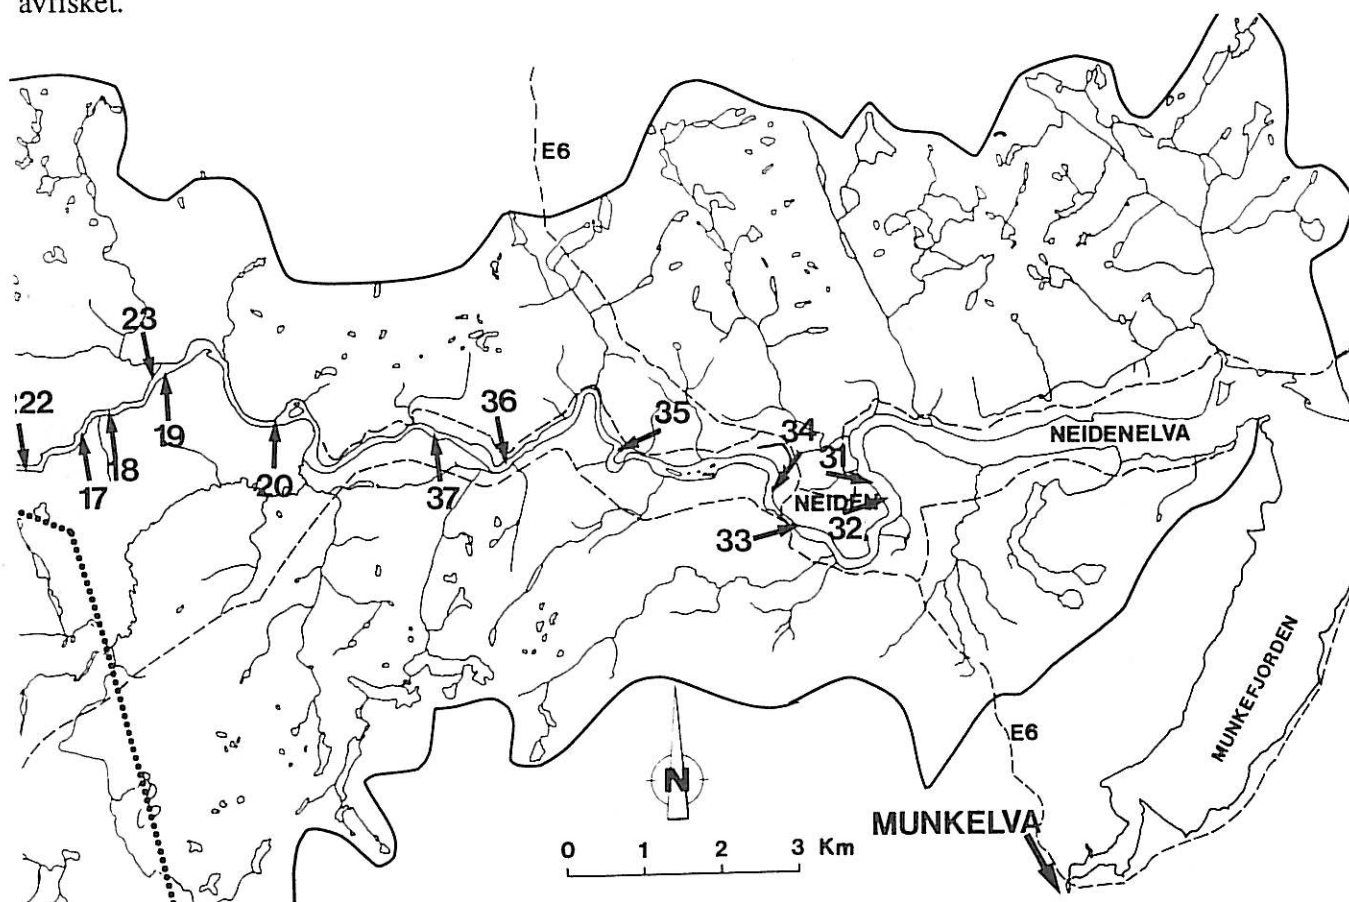 avfisket.
E6
23
22
19
18
17
20
36
37
35
34
31
NEIDENELVA
NEIDEN
32
33
MUNKEFJORDEN
E6
N
MUNKELVA
0 1 2 3 Km